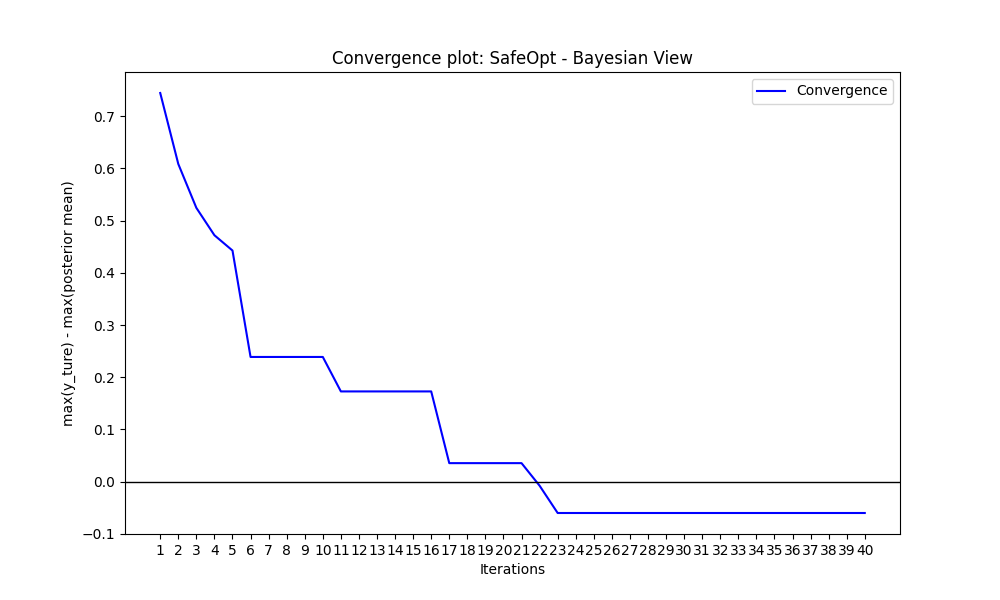 Convergence plot: SafeOpt - Bayesian View
Convergence
max(y_ture) - max(posterior mean)
0.7
0.6
0.5
0.4
0.3
0.2
0.1
0.0
−0.1
1 2 3 4 5 6 7 8 9 10 11 12 13 14 15 16 17 18 19 20 21 22 23 24 25 26 27 28 29 30 31 32 33 34 35 36 37 38 39 40
Iterations